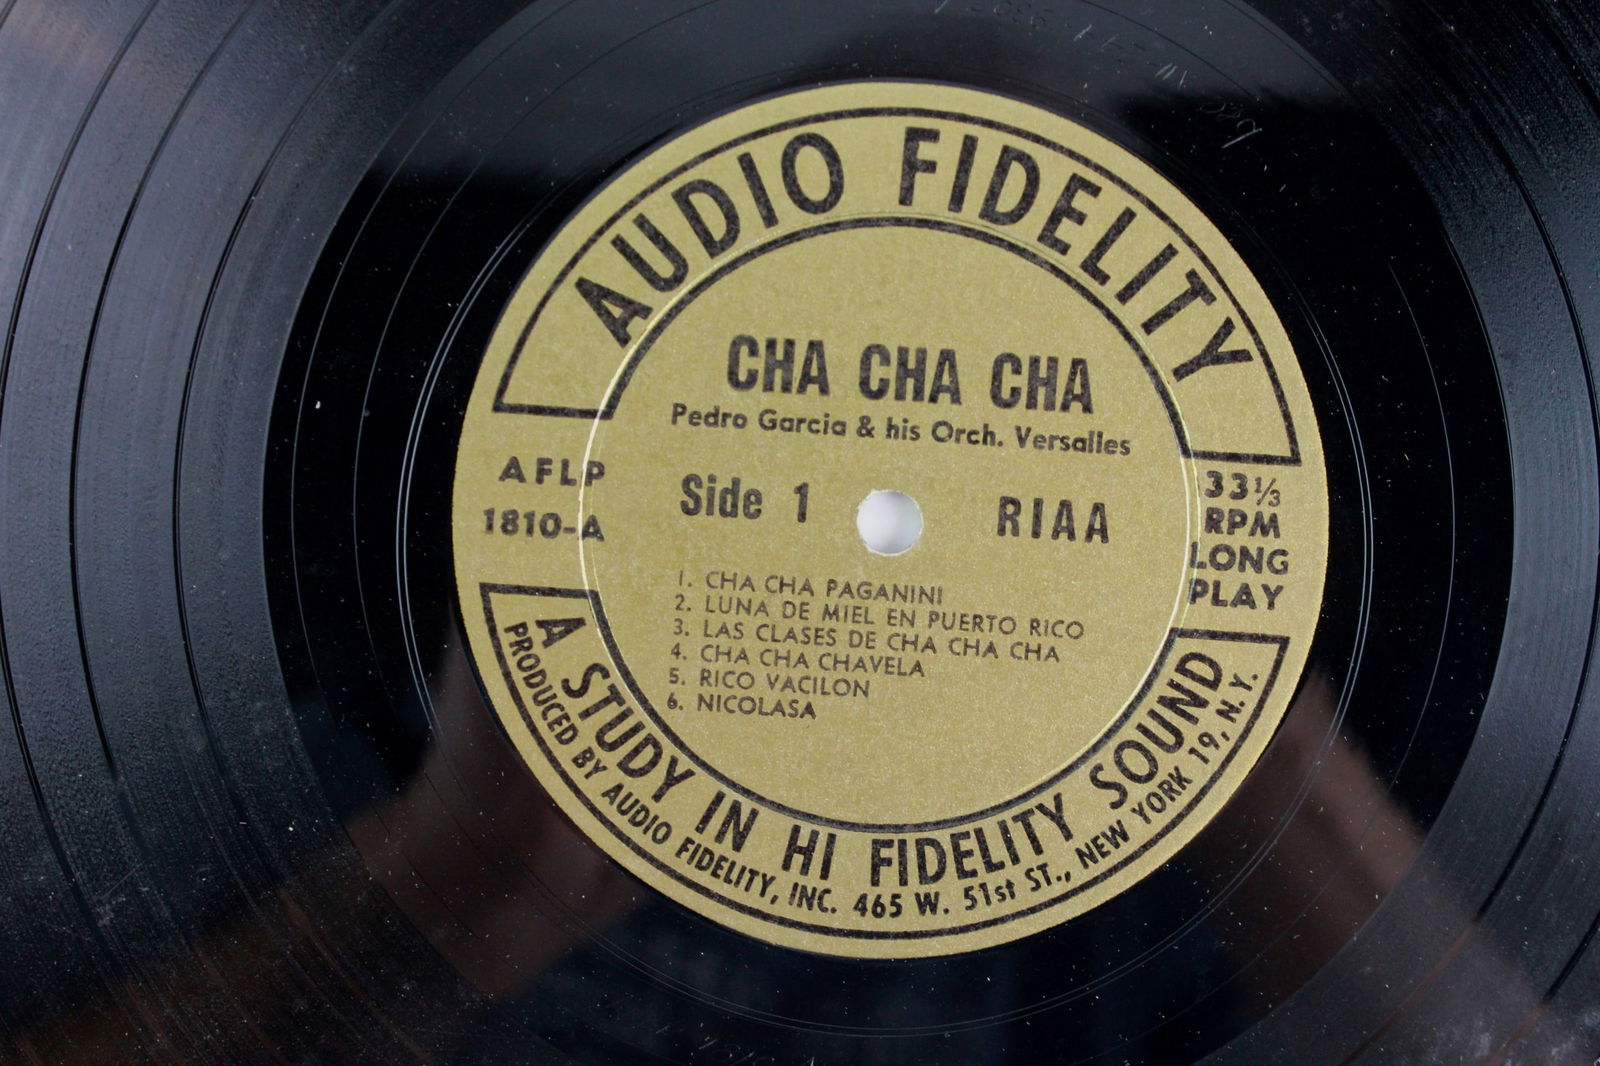 AUDIO FIDELITY
CHA CHA CHA
Pedro Garcia & his Orch. Versalles
AFLP
1810-A
Side 1
RIAA
33⅓
RPM
LONG
PLAY
1. CHA CHA PAGANINI
2. LUNA DE MIEL EN PUERTO RICO
3. LAS CLASES DE CHA CHA CHA
4. CHA CHA CHAVELA
5. RICO VACILON
6. NICOLASA
A STUDY IN HI FIDELITY SOUND
PRODUCED BY AUDIO FIDELITY, INC. 465 W. 51st ST., NEW YORK 19, N.Y.